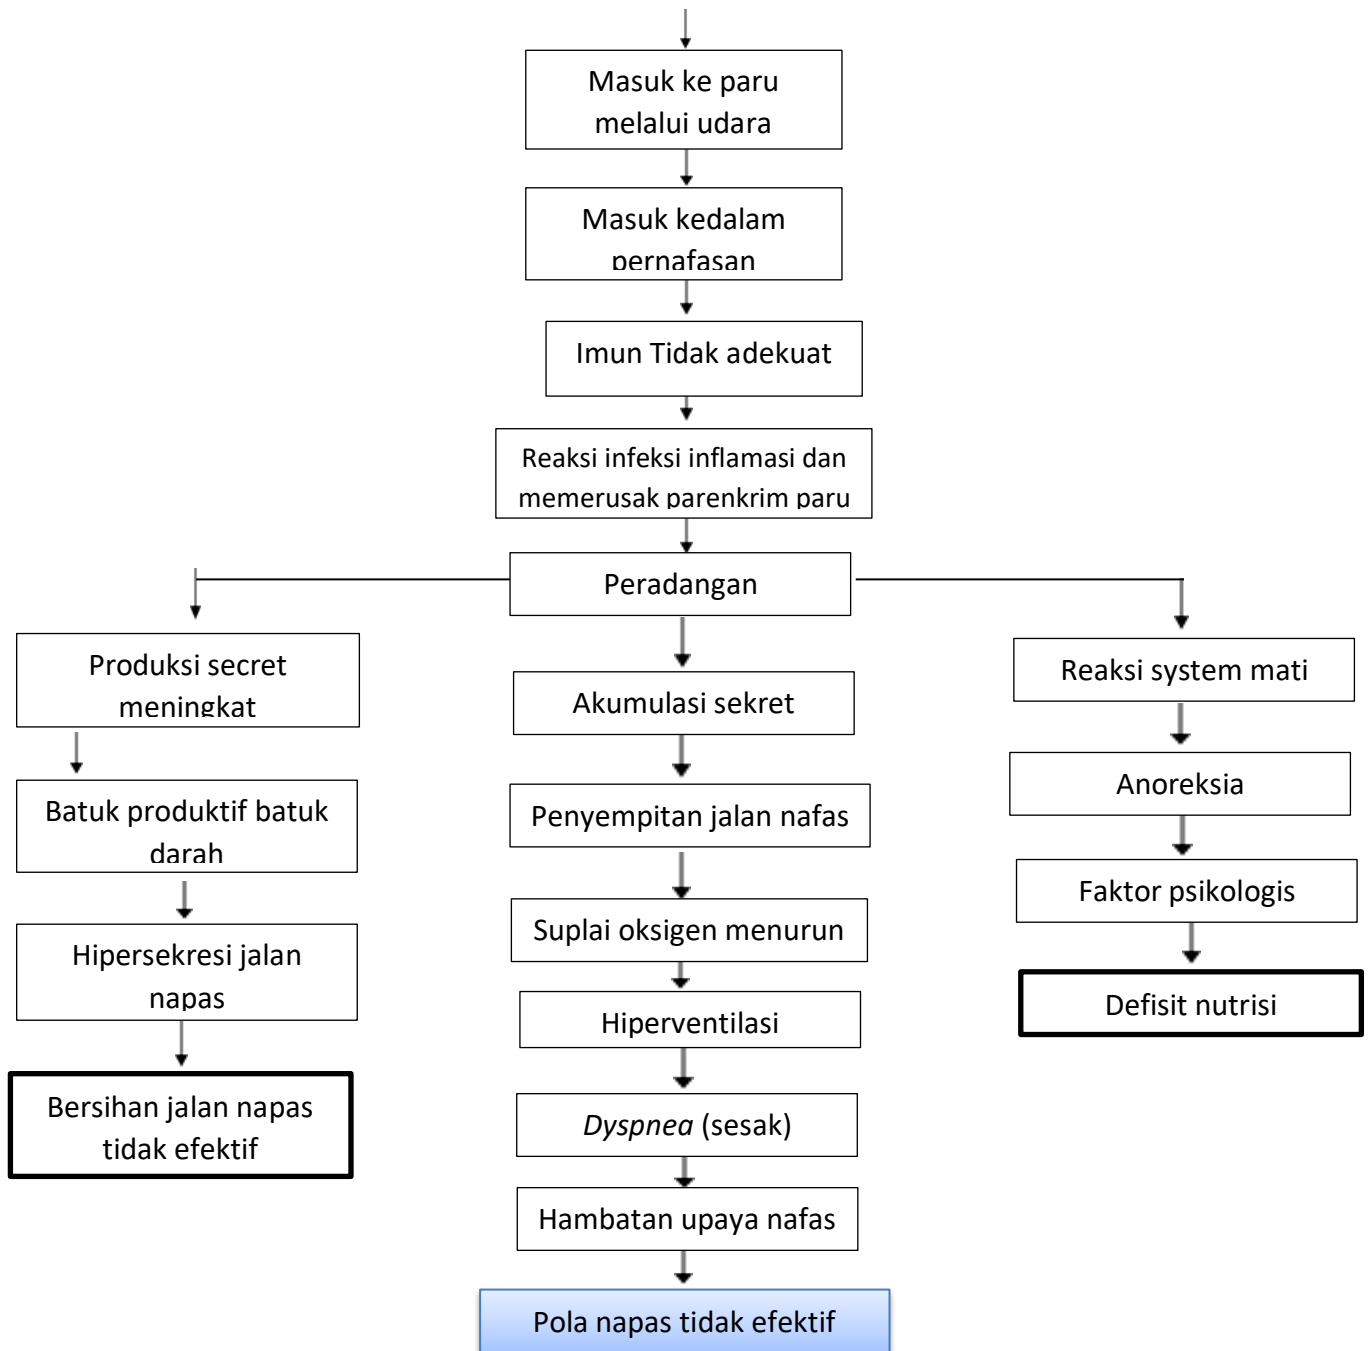 Masuk ke paru
melalui udara
Masuk kedalam
pernafasan
Imun Tidak adekuat
Reaksi infeksi inflamasi dan
memerusak parenkrim paru
Peradangan
Produksi secret
meningkat
Batuk produktif batuk
darah
Hipersekresi jalan
napas
Bersihan jalan napas
tidak efektif
Akumulasi sekret
Penyempitan jalan nafas
Suplai oksigen menurun
Hiperventilasi
Dyspnea (sesak)
Hambatan upaya nafas
Pola napas tidak efektif
Reaksi system mati
Anoreksia
Faktor psikologis
Defisit nutrisi